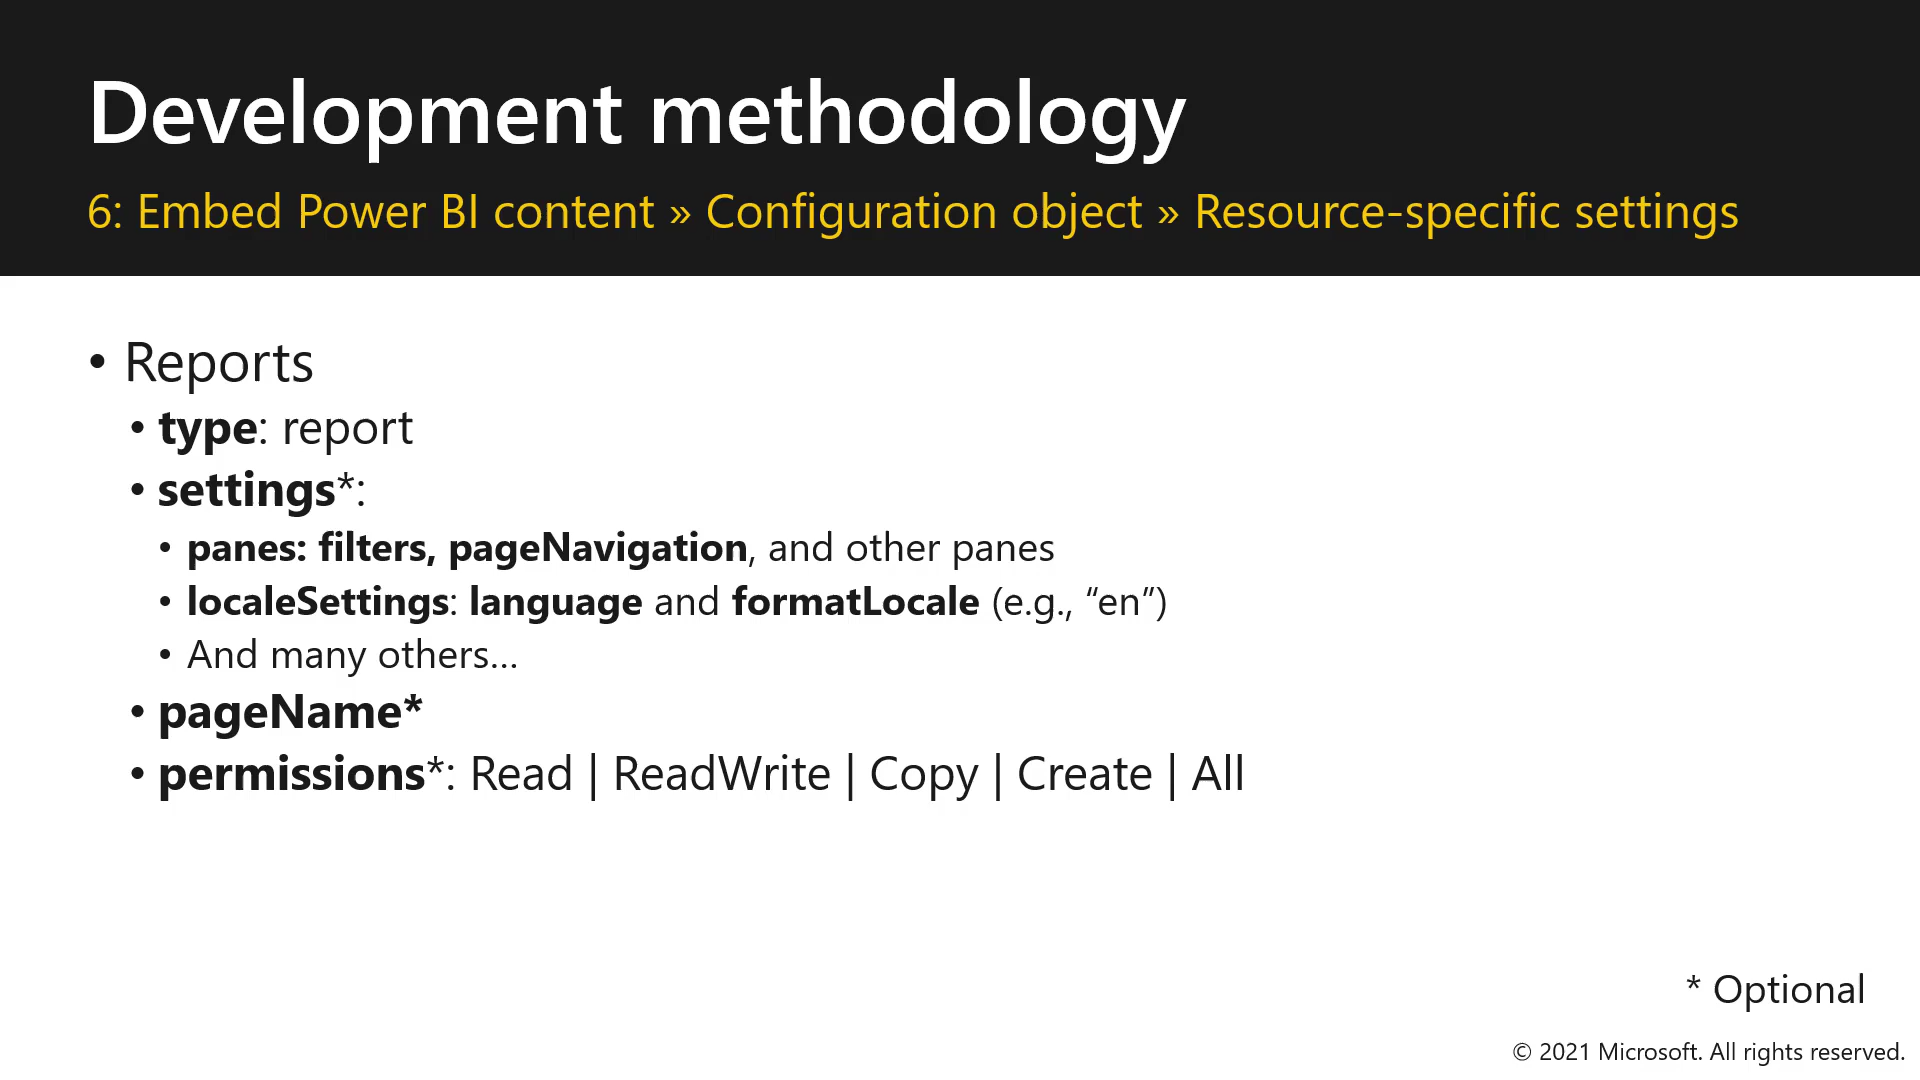 Development methodology
6: Embed Power BI content » Configuration object » Resource-specific settings
• Reports
• type: report
• settings*:
• panes: filters, pageNavigation, and other panes
• localeSettings: language and formatLocale (e.g., “en”)
• And many others...
• pageName*
• permissions*: Read | ReadWrite | Copy | Create | All
* Optional
© 2021 Microsoft. All rights reserved.